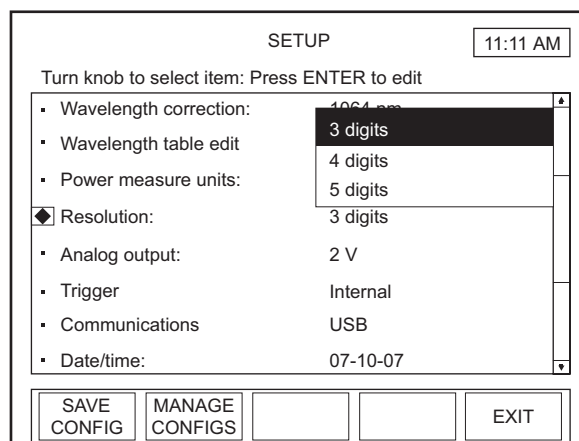 SETUP
11:11 AM
Turn knob to select item: Press ENTER to edit
Wavelength correction:
3 digits
Wavelength table edit
4 digits
Power measure units:
5 digits
Resolution: 3 digits
Analog output: 2 V
Trigger Internal
Communications USB
Date/time: 07-10-07
SAVE CONFIG
MANAGE CONFIGS
EXIT